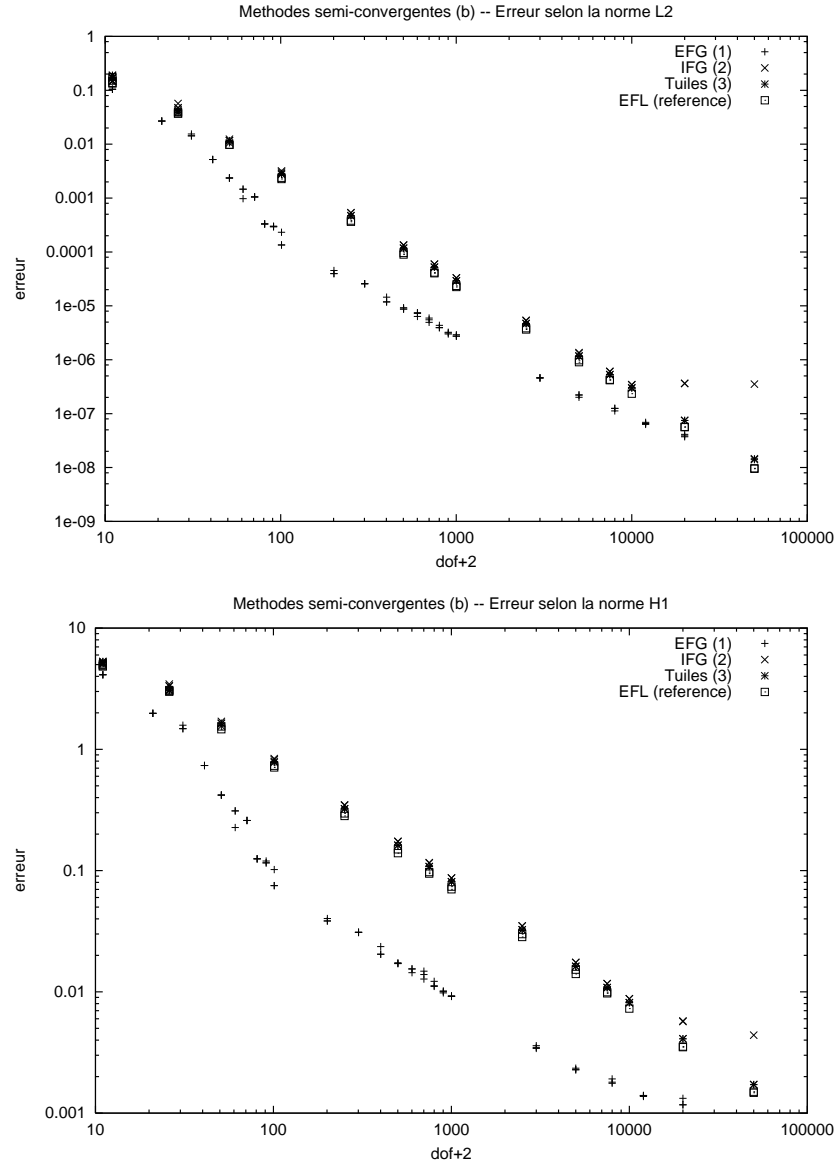 Methodes semi-convergentes (b) -- Erreur selon la norme L2
EFG (1)
IFG (2)
Tuiles (3)
EFL (reference)
1
0.1
0.01
0.001
0.0001
1e-05
1e-06
1e-07
1e-08
1e-09
erreur
10
100
1000
10000
100000
dof+2
Methodes semi-convergentes (b) -- Erreur selon la norme H1
EFG (1)
IFG (2)
Tuiles (3)
EFL (reference)
10
1
0.1
0.01
0.001
erreur
10
100
1000
10000
100000
dof+2